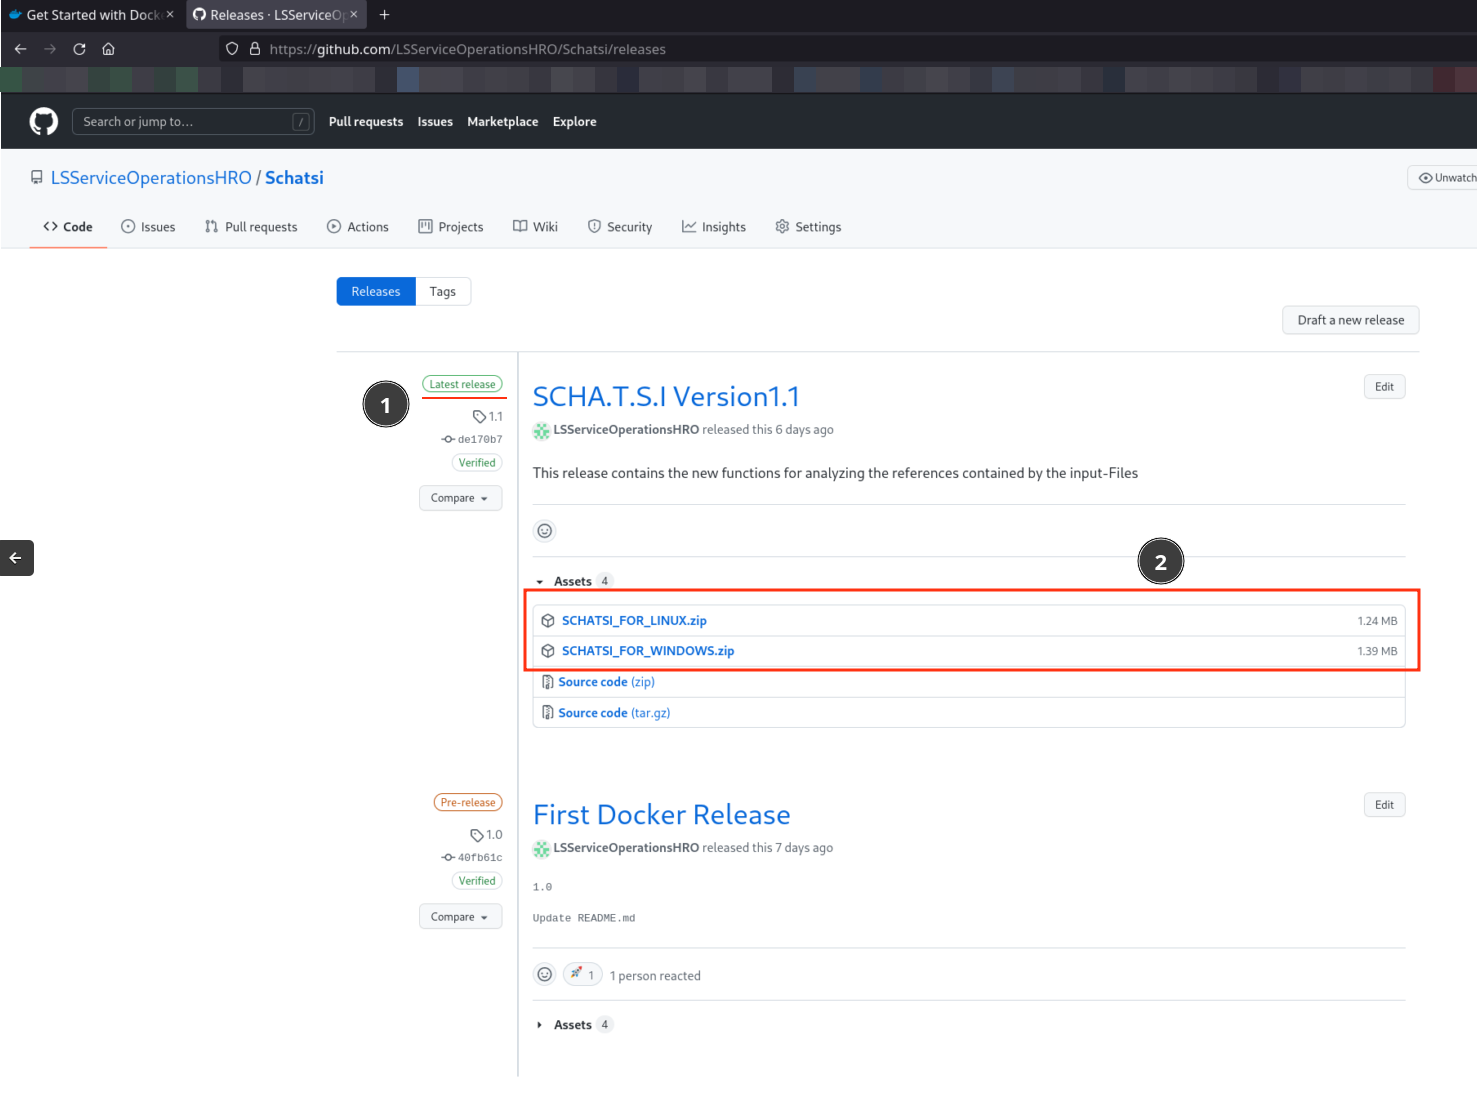 Get Started with Dock
Releases · LSServiceOp
https://github.com/LSServiceOperationsHRO/Schatsi/releases
Search or jump to…
/
Pull requests
Issues
Marketplace
Explore
LSServiceOperationsHRO / Schatsi
Unwatch
Code
Issues
Pull requests
Actions
Projects
Wiki
Security
Insights
Settings
Releases
Tags
Draft a new release
1
Latest release
1.1
de170b7
Verified
Compare
SCHA.T.S.I Version1.1
Edit
LSServiceOperationsHRO released this 6 days ago
This release contains the new functions for analyzing the references contained by the input-Files
2
Assets 4
SCHATSI_FOR_LINUX.zip 1.24 MB
SCHATSI_FOR_WINDOWS.zip 1.39 MB
Source code (zip)
Source code (tar.gz)
Pre-release
1.0
40fb61c
Verified
Compare
First Docker Release
Edit
LSServiceOperationsHRO released this 7 days ago
1.0
Update README.md
1
1 person reacted
Assets 4